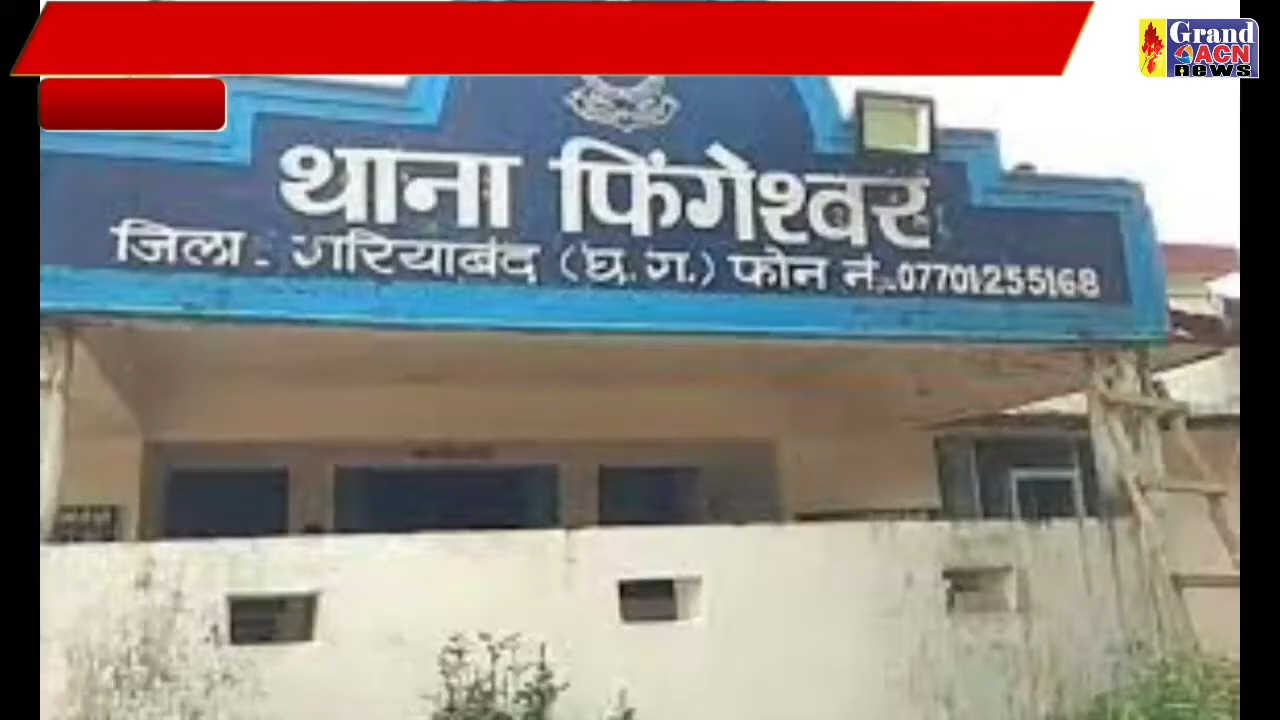 Grand
ACN
news
थाना फिंगेश्वर
जिला - गरियाबंद (छ. ग.) फोन नं.-07701255168